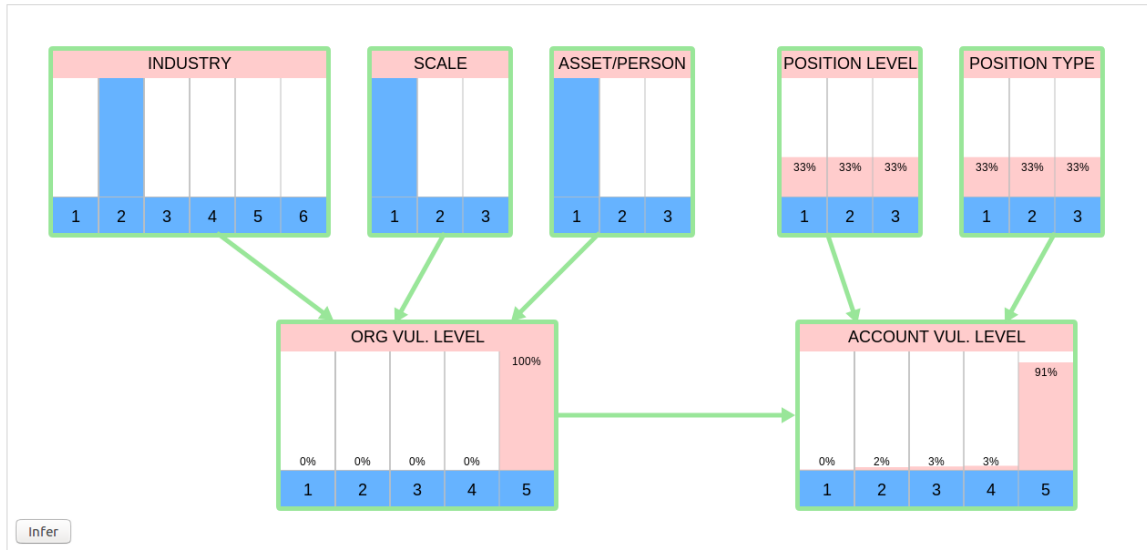 INDUSTRY
1 2 3 4 5 6
SCALE
1 2 3
ASSET/PERSON
1 2 3
POSITION LEVEL
33% 33% 33%
1 2 3
POSITION TYPE
33% 33% 33%
1 2 3
ORG VUL. LEVEL
0% 0% 0% 0% 100%
1 2 3 4 5
ACCOUNT VUL. LEVEL
0% 2% 3% 3% 91%
1 2 3 4 5
Infer